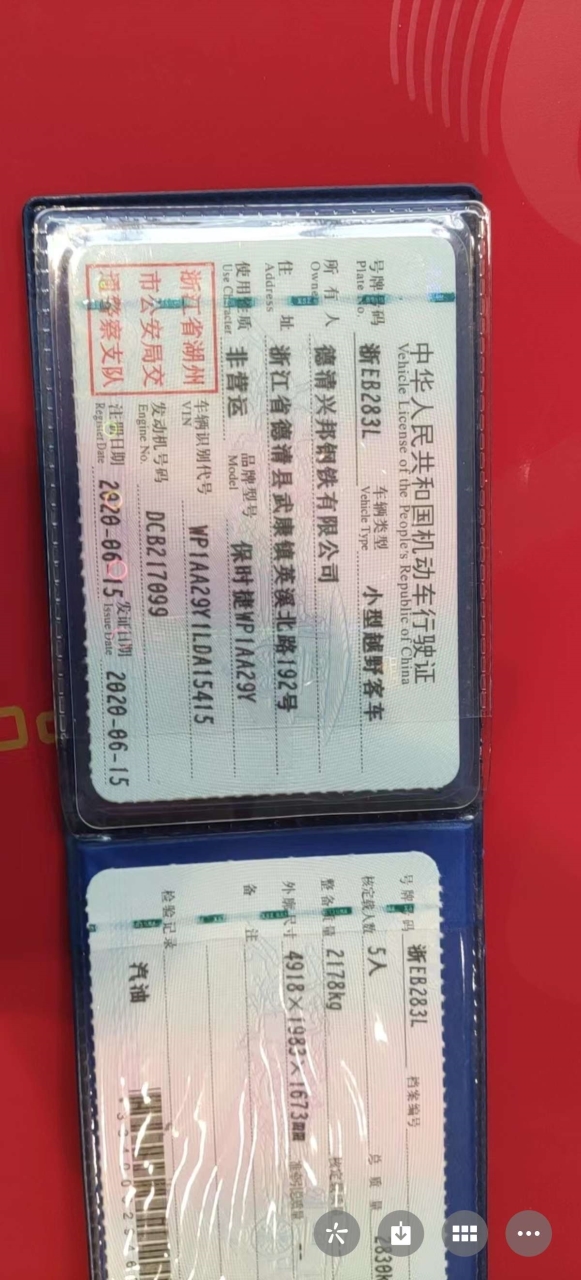 中华人民共和国机动车行驶证
Vehicle License of the People's Republic of China
号牌号码 浙EB283L 车辆类型 小型越野客车
Plate No. Vehicle Type
所有人 德清兴邦钢铁有限公司
Owner
住址 浙江省德清县武康镇英溪北路192号
Address
使用性质 非营运 品牌型号 保时捷WP1AA29Y
Use Character Model
浙江省湖州
市公安局交
通警察支队
车辆识别代号 WP1AA29Y1LDA15415
VIN
发动机号码 DCB217099
Engine No.
注册日期 2020-06-15 发证日期 2020-06-15
Register Date Issue Date
号牌号码 浙EB283L 档案编号
核定载人数 5人 总质量
整备质量 2178kg
外廓尺寸 4918×1983×1673mm 准牵引总质量 --
备注
检验记录 汽油